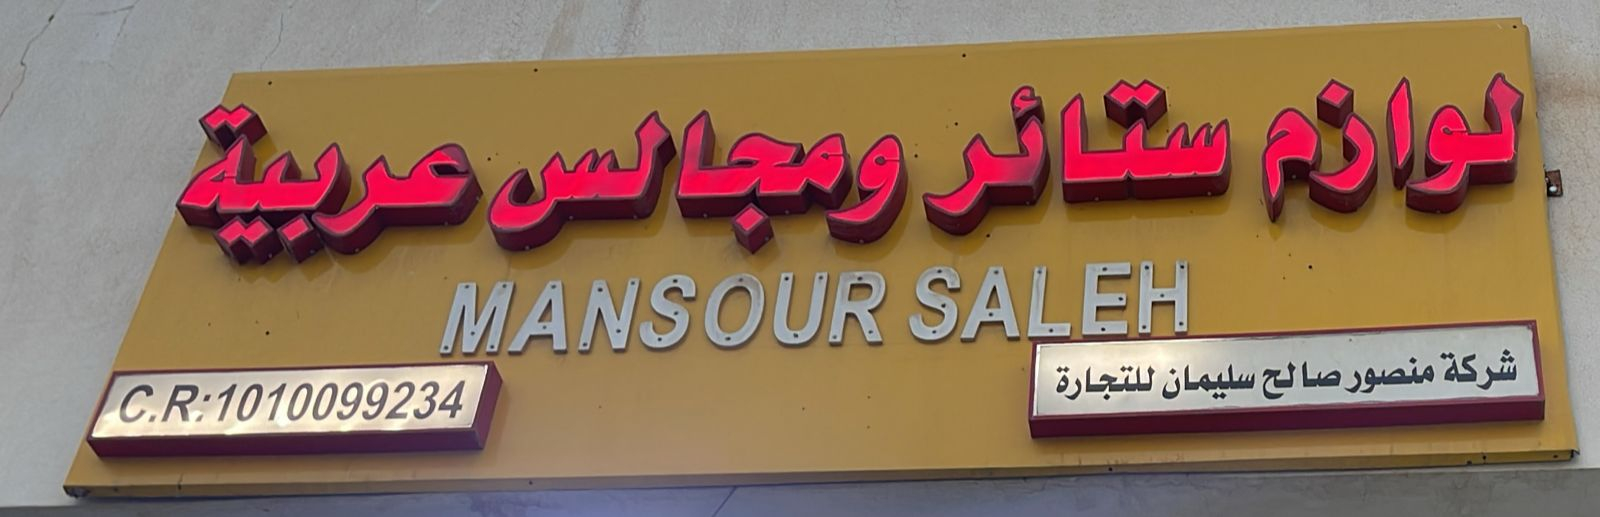 لوازم ستائر ومجالس عربية
MANSOUR SALEH
شركة منصور صالح سليمان للتجارة
C.R:1010099234